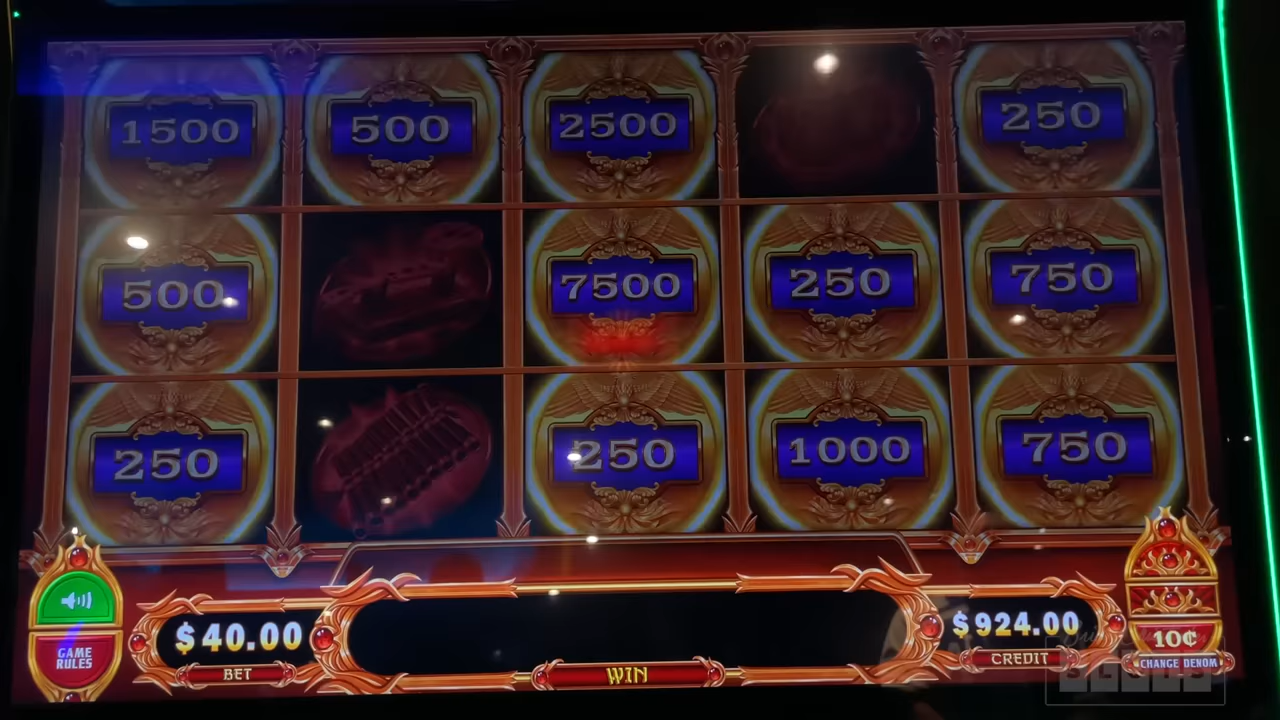 1500 500 2500 250
500 7500 250 750
250 250 1000 750
GAME
RULES
$40.00
BET
WIN
$924.00
CREDIT
10¢
CHANGE DENOM